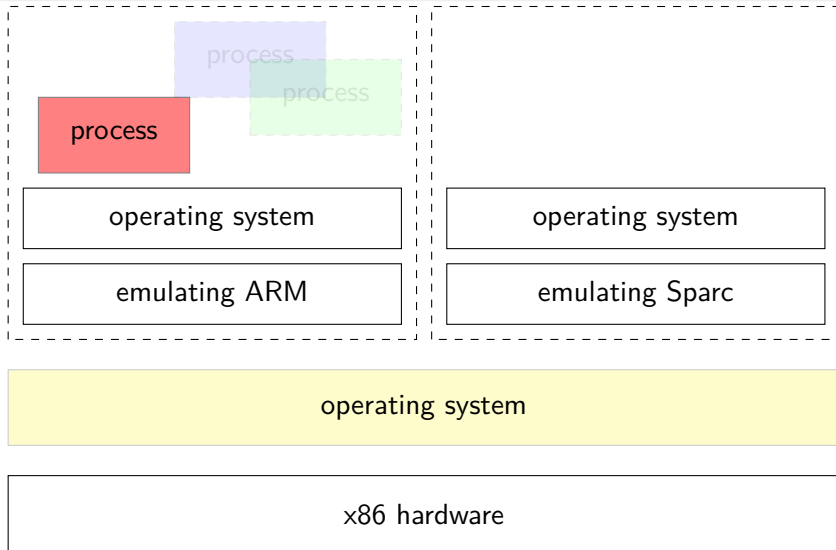 process
process
process
operating system
operating system
emulating ARM
emulating Sparc
operating system
x86 hardware